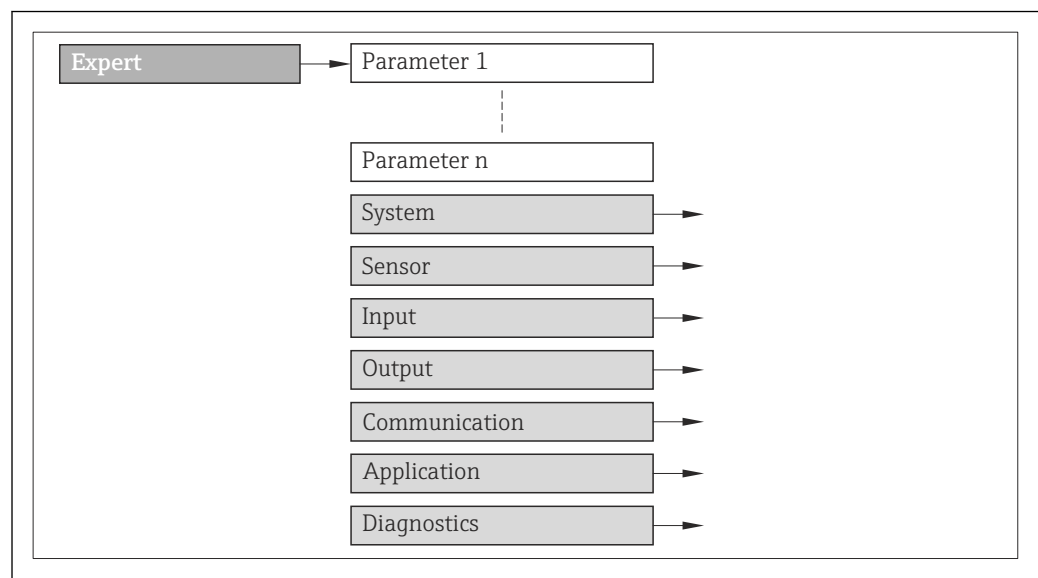 Expert
Parameter 1
Parameter n
System
Sensor
Input
Output
Communication
Application
Diagnostics